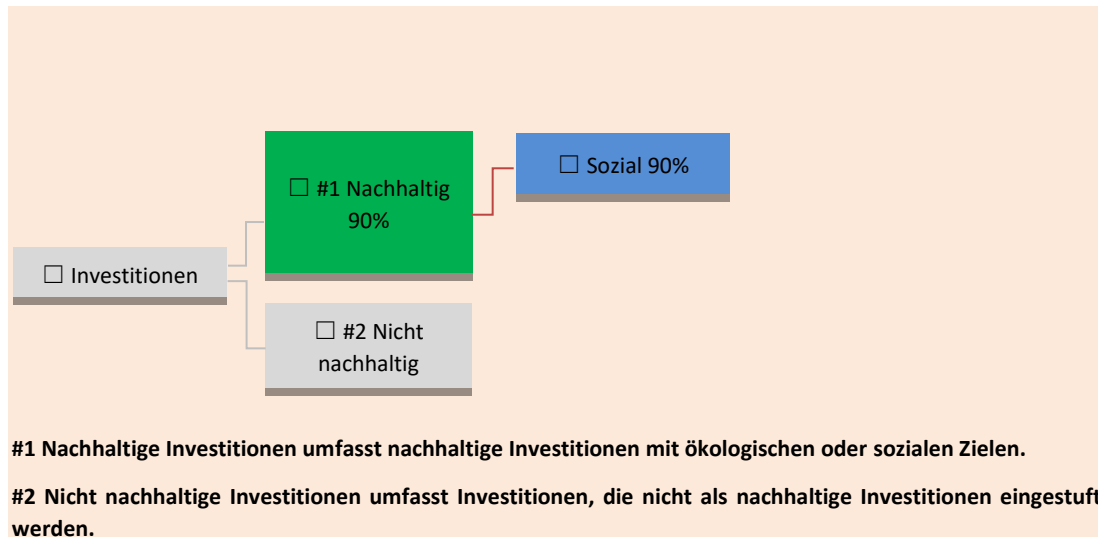 ☐ Sozial 90%
☐ #1 Nachhaltig
90%
☐ Investitionen
☐ #2 Nicht
nachhaltig
#1 Nachhaltige Investitionen umfasst nachhaltige Investitionen mit ökologischen oder sozialen Zielen.
#2 Nicht nachhaltige Investitionen umfasst Investitionen, die nicht als nachhaltige Investitionen eingestuft
werden.